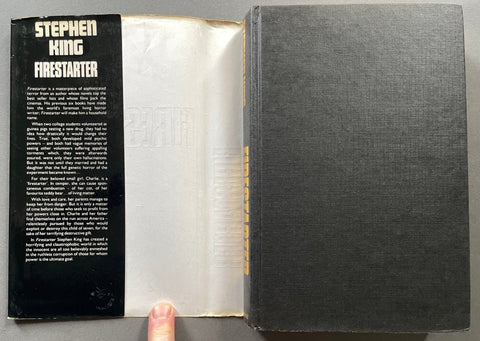 STEPHEN
KING
FIRESTARTER
Firestarter is a masterpiece of sophisticated
terror from an author whose novels top the
best seller lists and whose films pack the
cinemas. His previous six books have made
him the world's foremost living horror
writer; Firestarter will make him a household
name.
When two college students volunteered as
guinea pigs testing a new drug, they had no
idea how drastically it would change their
lives. True, both developed mild psychic
powers – and both had vague memories of
seeing other volunteers suffering appalling
torments which, they were afterwards
assured, were only their own hallucinations.
But it was not until they married and had a
daughter that the full genetic horror of the
experiment became known . . .
For their beloved small girl, Charlie, is a
'firestarter'. In temper, she can cause spon-
taneous combustion – of her cot, of her
favourite teddy bear . . . of living matter.
With love and care, her parents manage to
keep her from danger. But it is only a matter
of time before those who seek to profit from
her powers close in. Charlie and her father
find themselves on the run across America –
relentlessly pursued by those who would
exploit or destroy this child of seven, for
the sake of her terrifying destructive gift.
In Firestarter Stephen King has created a
horrifying and claustrophobic world in which
the innocent are all too believably enmeshed
in the ruthless corruption of those for whom
power is the ultimate goal.
FIRESTARTER